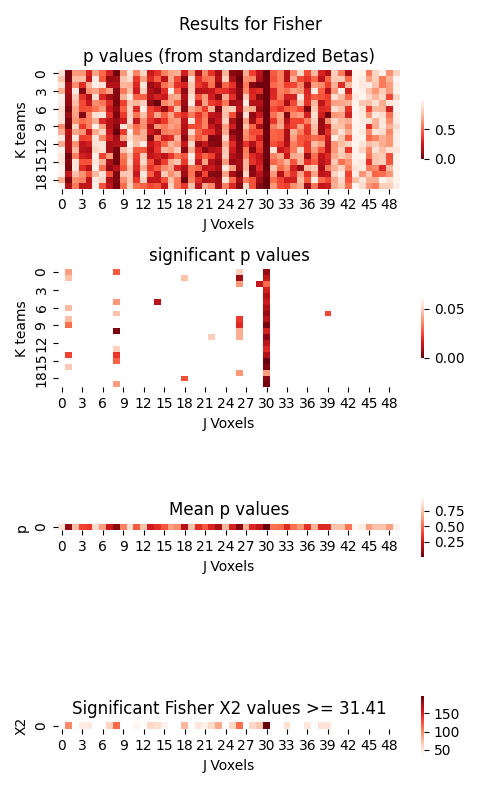 Results for Fisher
p values (from standardized Betas)
K teams
0
3
6
9
12
15
18
0.5
0.0
0 3 6 9 12 15 18 21 24 27 30 33 36 39 42 45 48
J Voxels
significant p values
K teams
0
3
6
9
12
15
18
0.05
0.00
0 3 6 9 12 15 18 21 24 27 30 33 36 39 42 45 48
J Voxels
Mean p values
p
0
0.75
0.50
0.25
0 3 6 9 12 15 18 21 24 27 30 33 36 39 42 45 48
J Voxels
Significant Fisher X2 values >= 31.41
X2
0
150
100
50
0 3 6 9 12 15 18 21 24 27 30 33 36 39 42 45 48
J Voxels